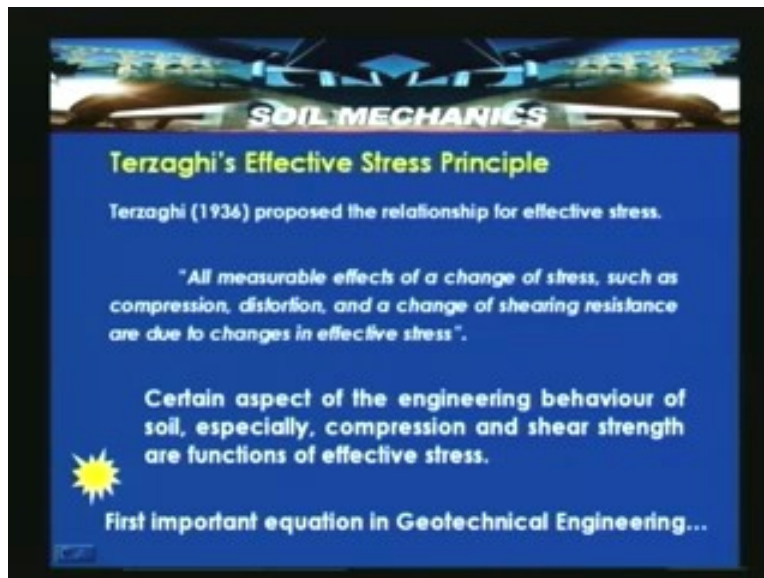 SOIL MECHANICS
Terzaghi's Effective Stress Principle
Terzaghi (1936) proposed the relationship for effective stress.
"All measurable effects of a change of stress, such as
compression, distortion, and a change of shearing resistance
are due to changes in effective stress".
Certain aspect of the engineering behaviour of
soil, especially, compression and shear strength
are functions of effective stress.
First important equation in Geotechnical Engineering...